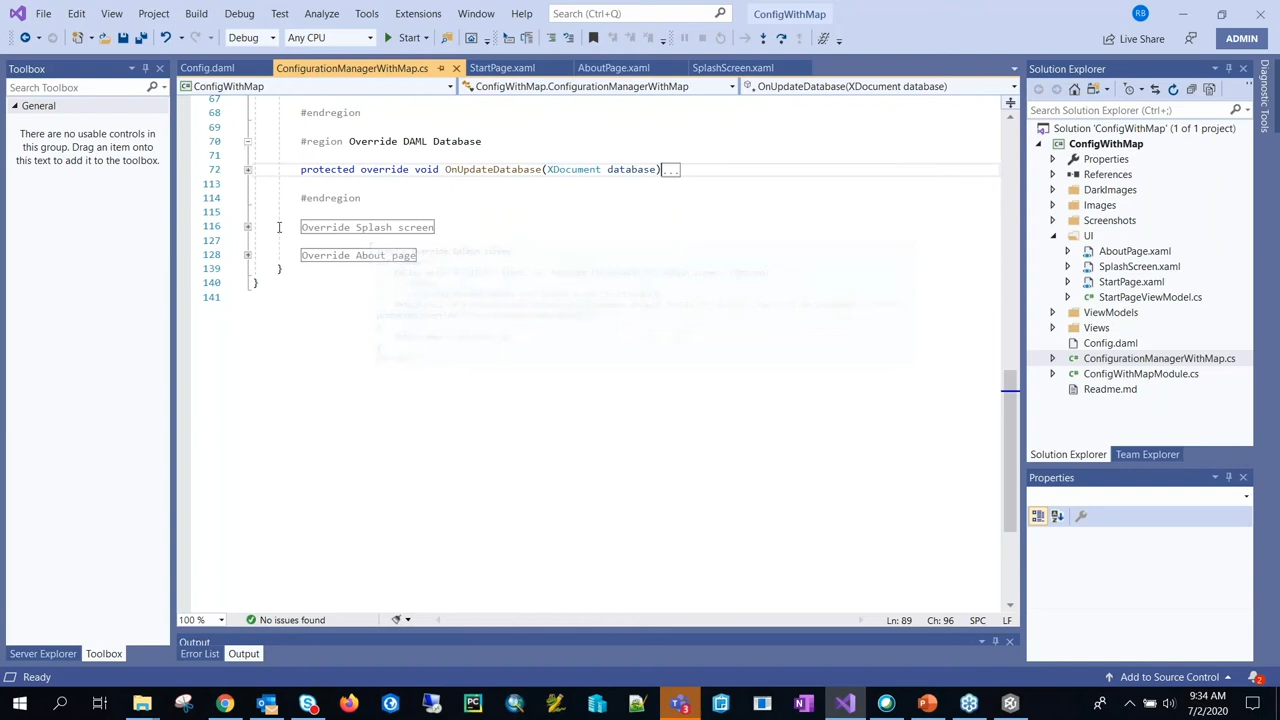 File Edit View Project Build Debug Test Analyze Tools Extensions Window Help Search (Ctrl+Q) ConfigWithMap RB
Debug Any CPU Start Live Share ADMIN
Toolbox
Search Toolbox
General
There are no usable controls in
this group. Drag an item onto
this text to add it to the toolbox.
Server Explorer Toolbox
Config.daml ConfigurationManagerWithMap.cs StartPage.xaml AboutPage.xaml SplashScreen.xaml
ConfigWithMap ConfigWithMap.ConfigurationManagerWithMap OnUpdateDatabase(XDocument database)
67
68 #endregion
69
70 #region Override DAML Database
71
72 protected override void OnUpdateDatabase(XDocument database)...
113
114 #endregion
115
116 Override Splash screen
127
128 Override About page
139 }
140 }
141
100 % No issues found Ln: 89 Ch: 96 SPC LF
Output
Error List Output
Solution Explorer
Search Solution Explorer (Ctrl+;)
Solution 'ConfigWithMap' (1 of 1 project)
ConfigWithMap
Properties
References
DarkImages
Images
Screenshots
UI
AboutPage.xaml
SplashScreen.xaml
StartPage.xaml
StartPageViewModel.cs
ViewModels
Views
Config.daml
ConfigurationManagerWithMap.cs
ConfigWithMapModule.cs
Readme.md
Solution Explorer Team Explorer
Properties
Diagnostic Tools
Ready Add to Source Control 2
9:34 AM
7/2/2020